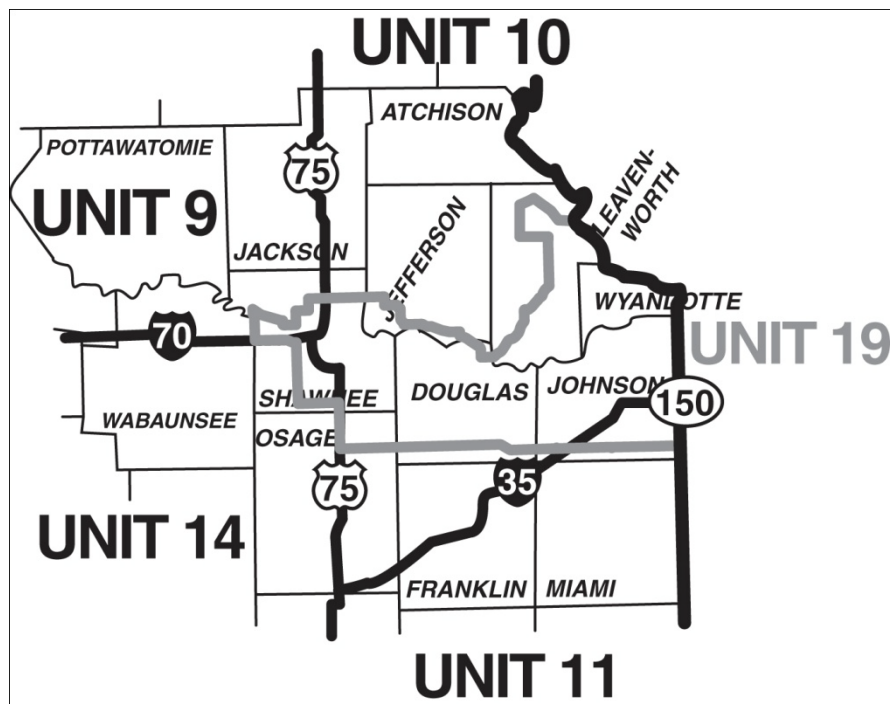 UNIT 10
ATCHISON
POTTAWATOMIE
75
LEAVEN-
WORTH
UNIT 9
JACKSON
JEFFERSON
WYANDOTTE
70
UNIT 19
SHAWNEE
DOUGLAS
JOHNSON
150
WABAUNSEE
OSAGE
75
35
UNIT 14
FRANKLIN
MIAMI
UNIT 11